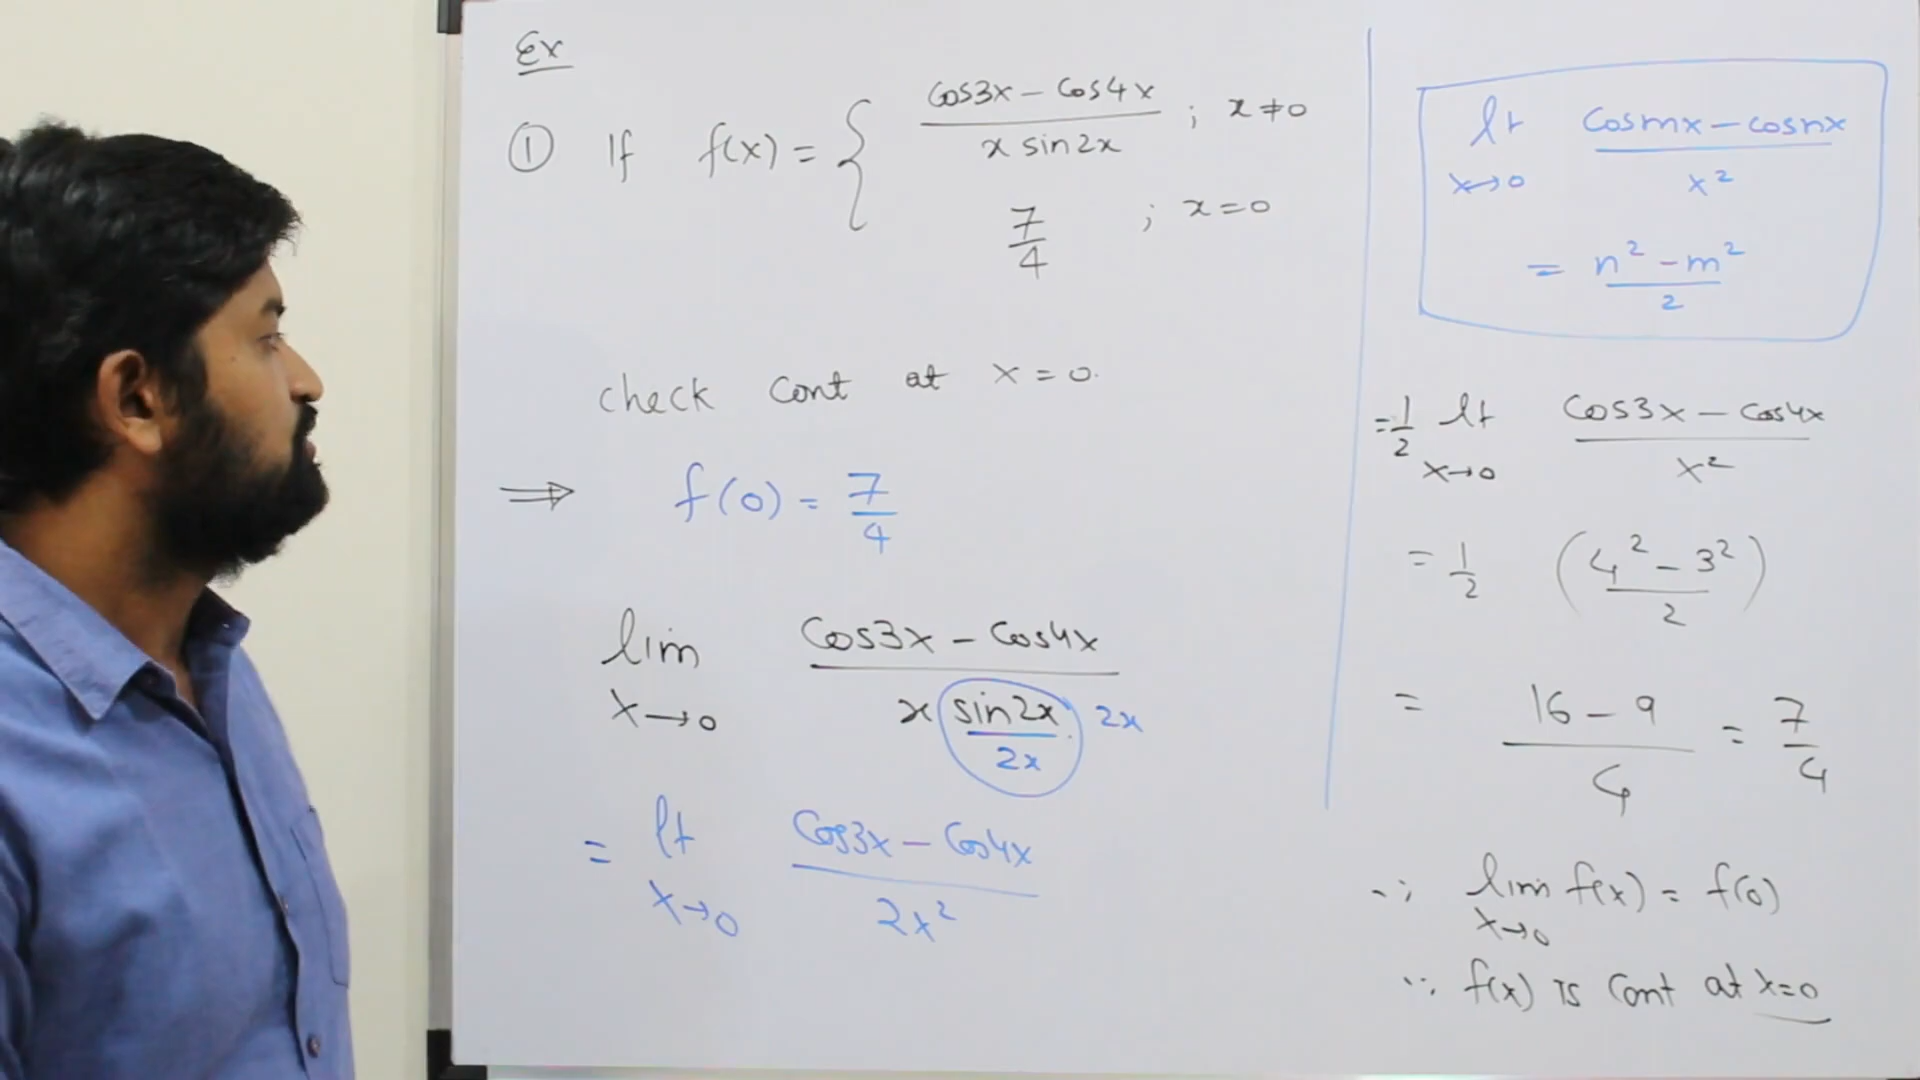 Ex
① If f(x) = { cos3x - cos4x / x sin2x ; x ≠ 0
7/4 ; x = 0
check cont at x = 0.
⇒ f(0) = 7/4
lim x→0 cos3x - cos4x / x (sin2x / 2x) . 2x
= lt x→0 cos3x - cos4x / 2x²
lt x→0 cosmx - cosnx / x²
= n² - m² / 2
= 1/2 lt x→0 cos3x - cos4x / x²
= 1/2 (4² - 3² / 2)
= 16 - 9 / 4 = 7/4
∴ lim x→0 f(x) = f(0)
∵ f(x) is cont at x=0